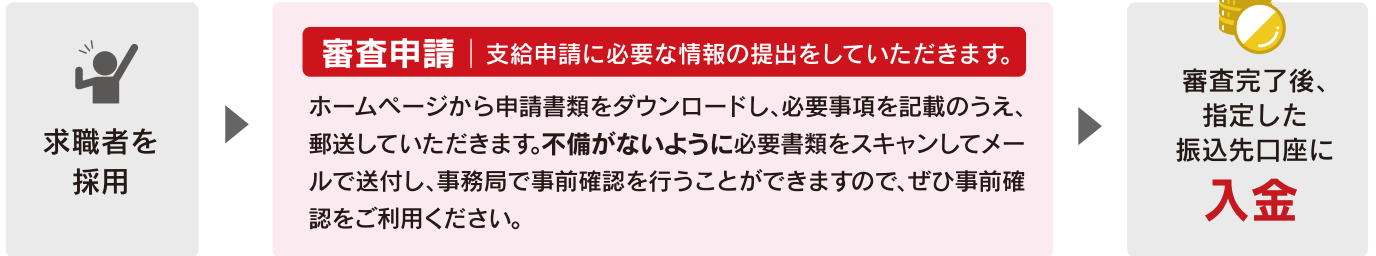 求職者を
採用
審査申請｜支給申請に必要な情報の提出をしていただきます。
ホームページから申請書類をダウンロードし、必要事項を記載のうえ、
郵送していただきます。不備がないように必要書類をスキャンしてメー
ルで送付し、事務局で事前確認を行うことができますので、ぜひ事前確
認をご利用ください。
審査完了後、
指定した
振込先口座に
入金